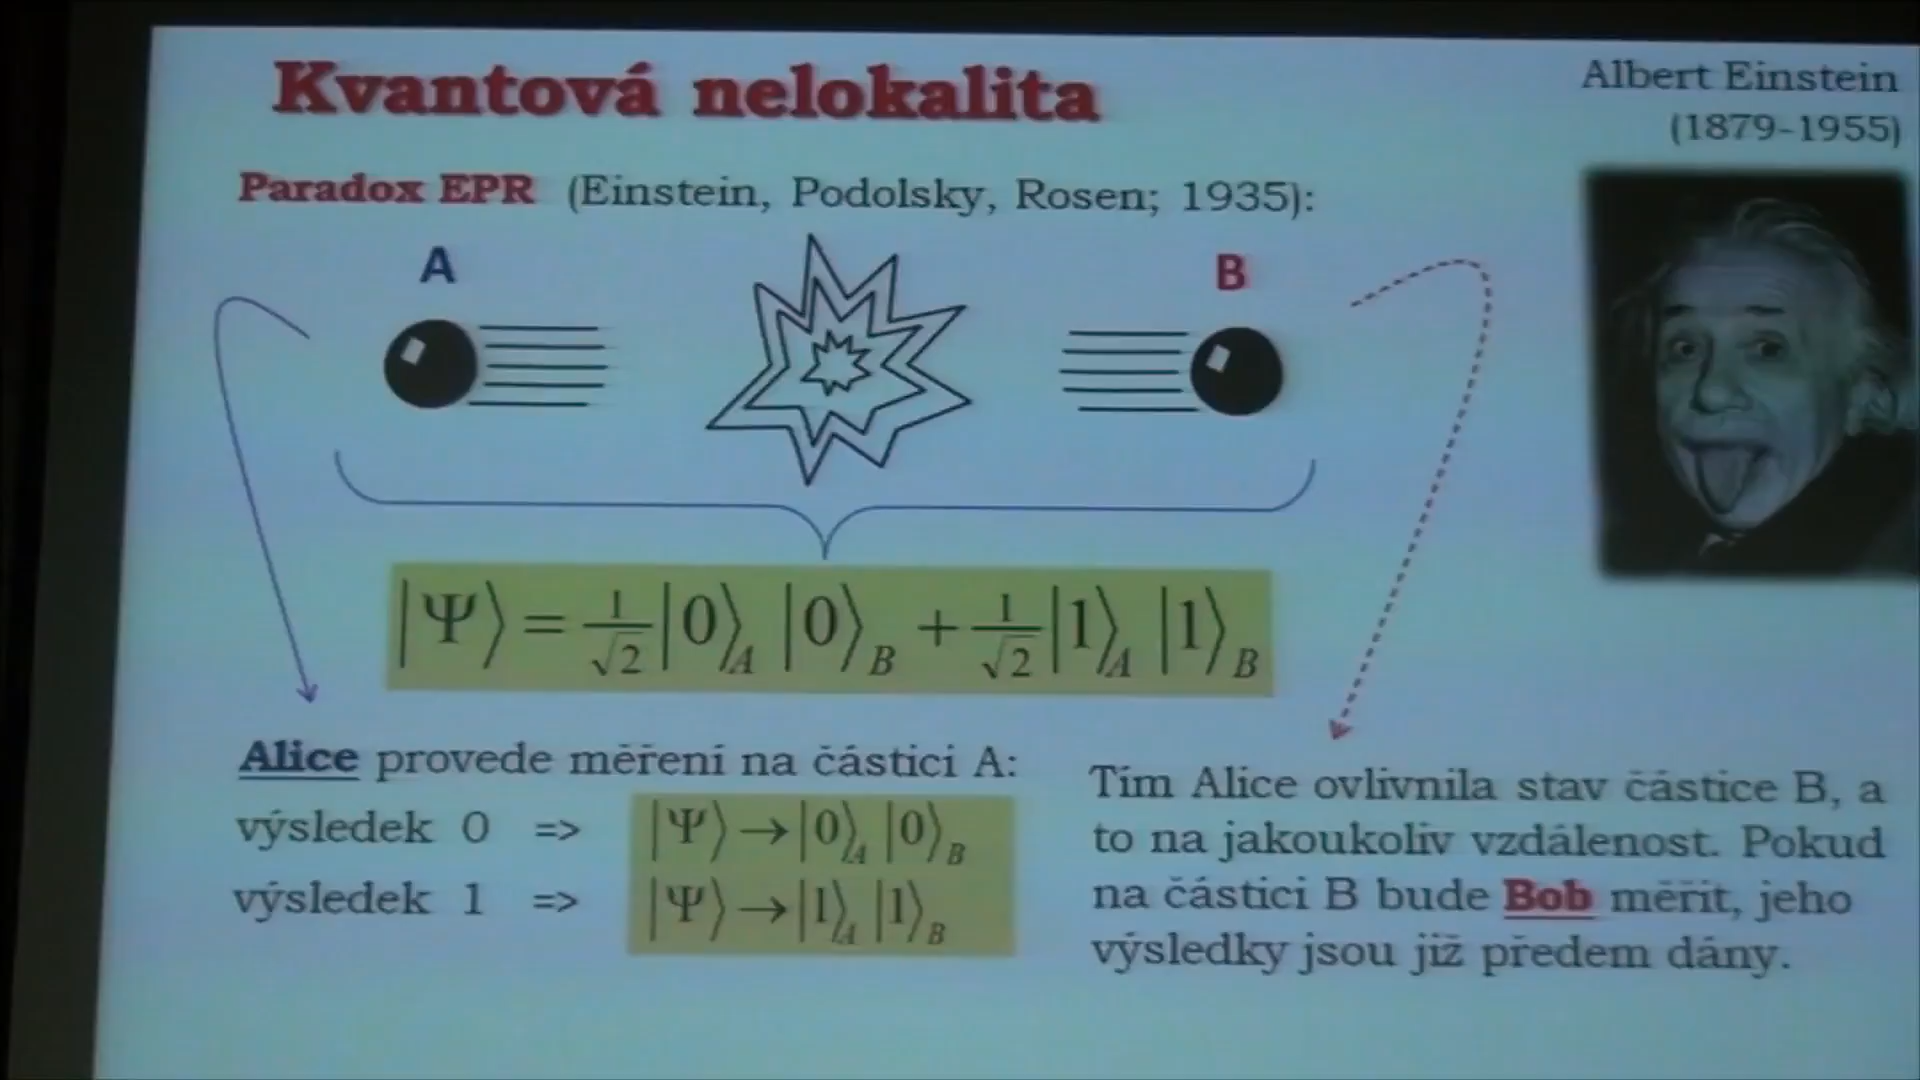 Kvantová nelokalita
Albert Einstein
(1879-1955)
Paradox EPR (Einstein, Podolsky, Rosen; 1935):
A
B
|Ψ⟩ = 1/√2 |0⟩A |0⟩B + 1/√2 |1⟩A |1⟩B
Alice provede měření na částici A:
výsledek 0 => |Ψ⟩→|0⟩A |0⟩B
výsledek 1 => |Ψ⟩→|1⟩A |1⟩B
Tím Alice ovlivnila stav částice B, a
to na jakoukoliv vzdálenost. Pokud
na částici B bude Bob měřit, jeho
výsledky jsou již předem dány.